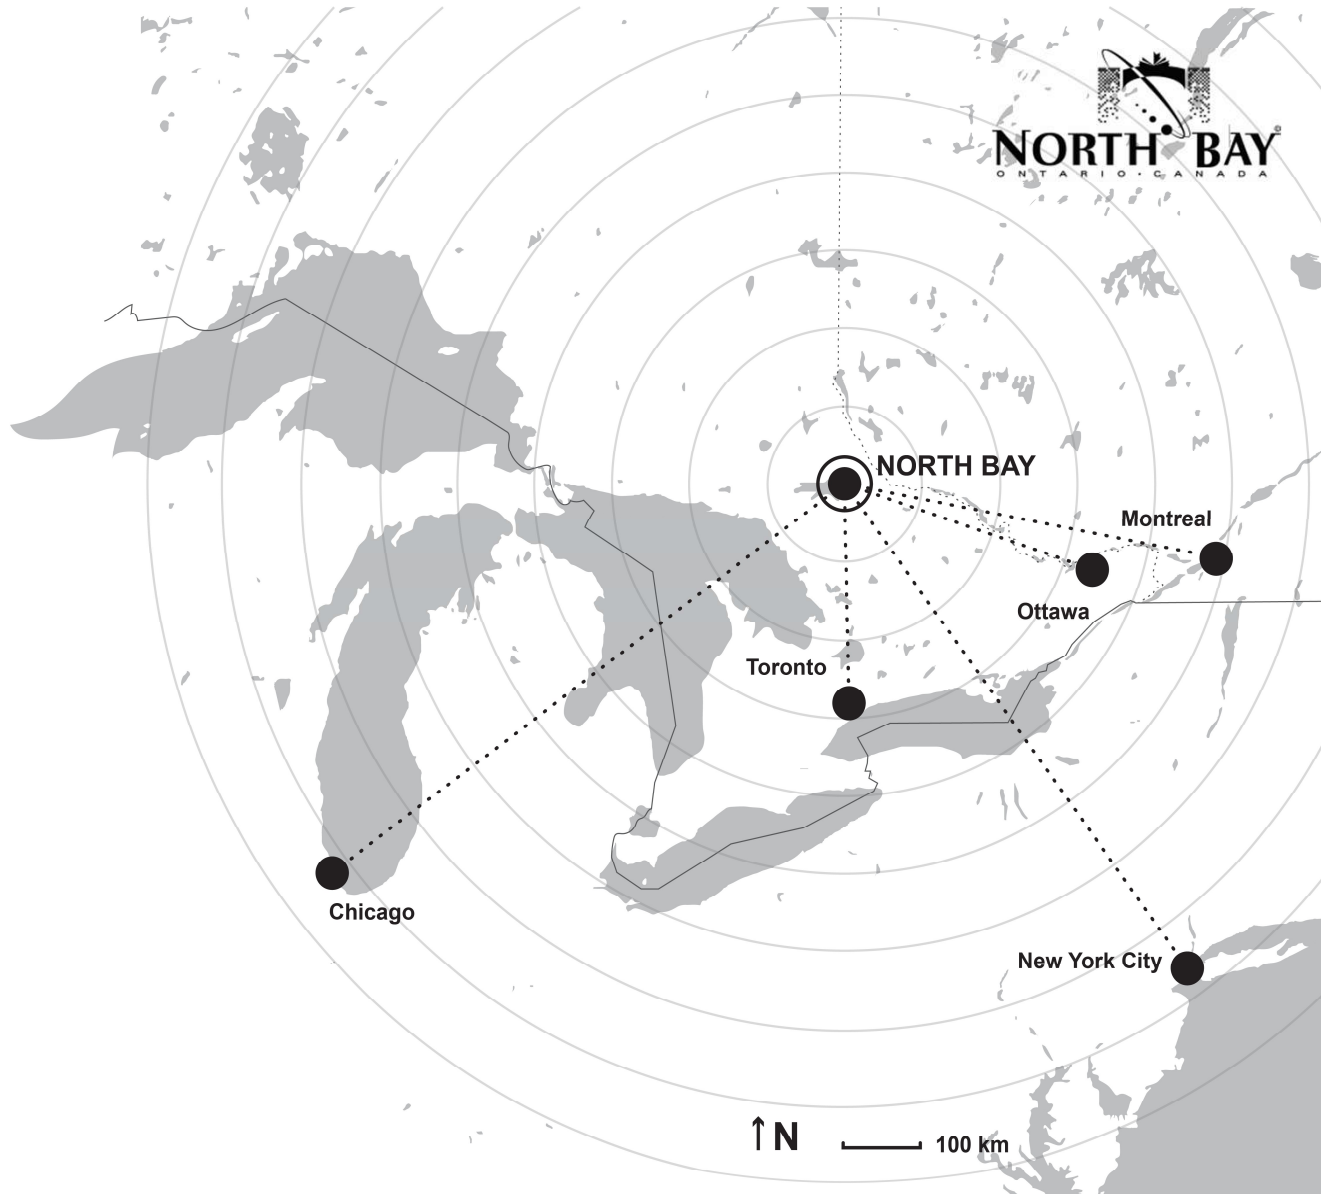 NORTH BAY
ONTARIO • CANADA
NORTH BAY
Montreal
Ottawa
Toronto
Chicago
New York City
↑N
100 km